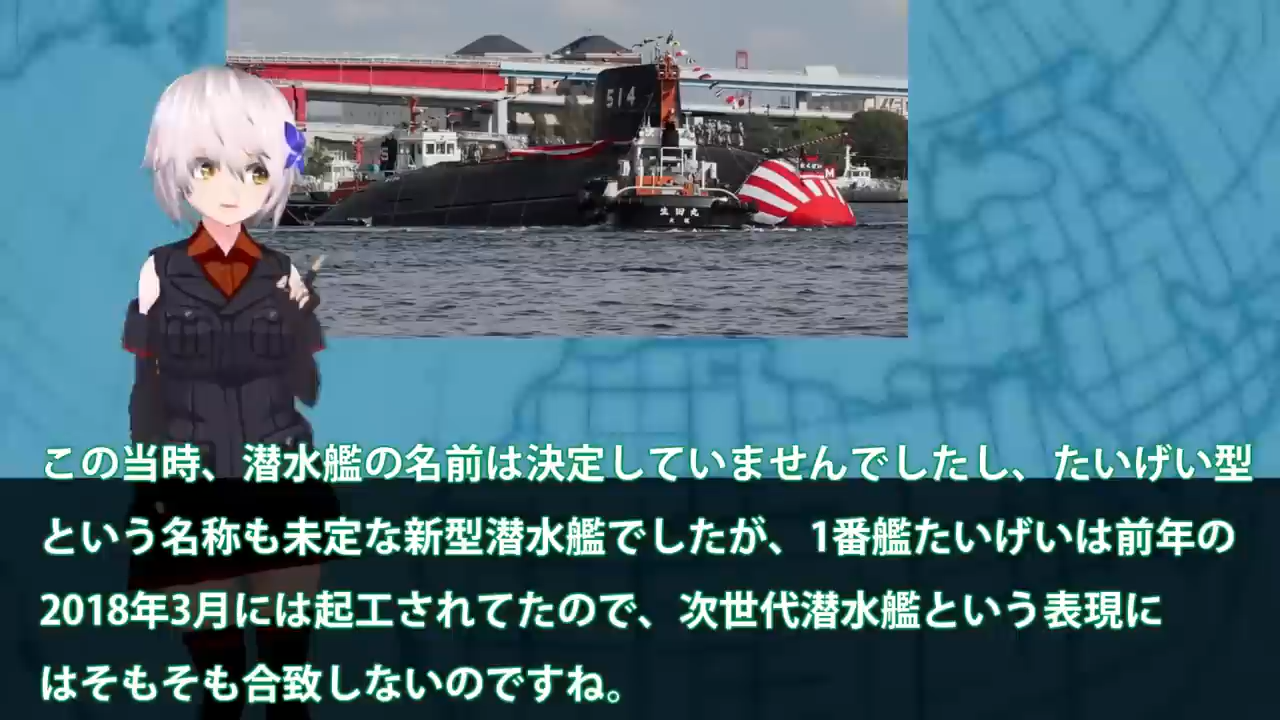 514
生田丸
M
この当時、潜水艦の名前は決定していませんでしたし、たいげい型
という名称も未定な新型潜水艦でしたが、1番艦たいげいは前年の
2018年3月には起工されてたので、次世代潜水艦という表現に
はそもそも合致しないのですね。